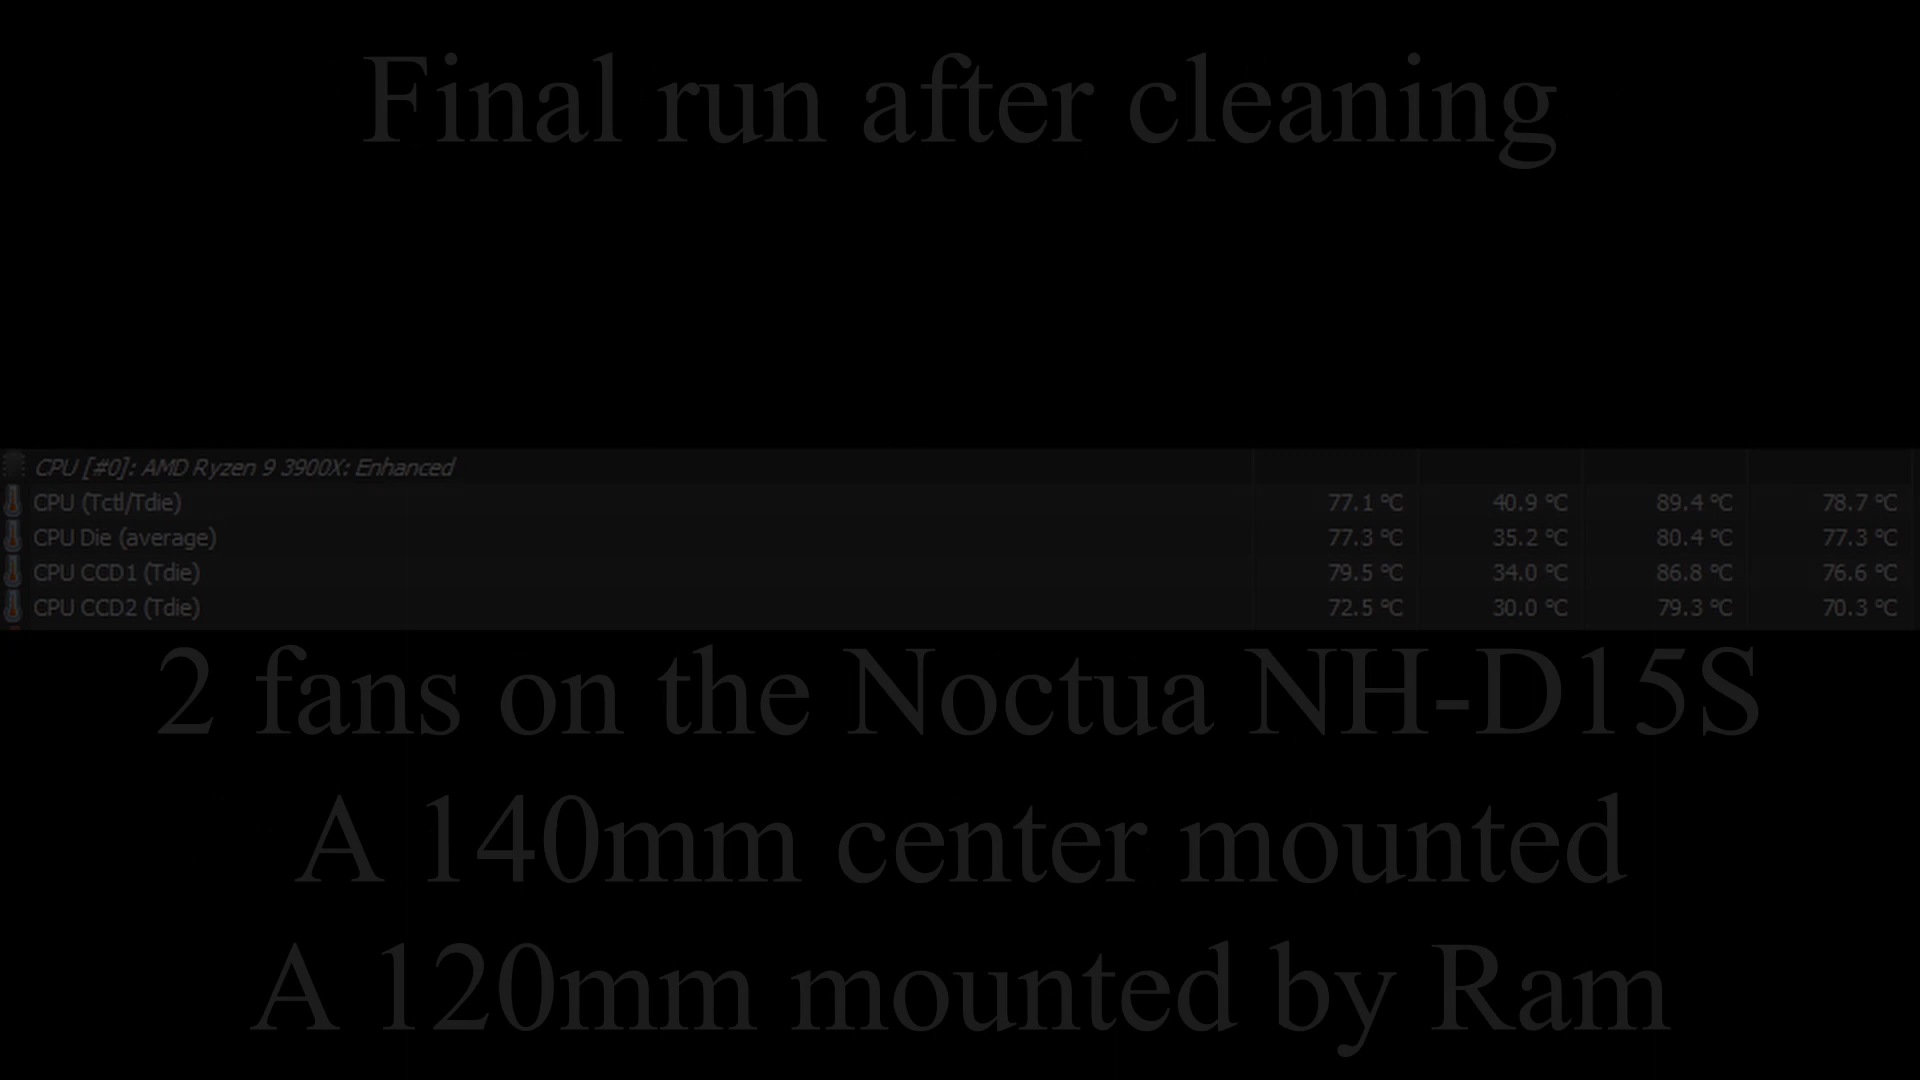 Final run after cleaning
CPU [#0]: AMD Ryzen 9 3900X: Enhanced
CPU (Tctl/Tdie) 77.1 °C 40.9 °C 89.4 °C 78.7 °C
CPU Die (average) 77.3 °C 35.2 °C 80.4 °C 77.3 °C
CPU CCD1 (Tdie) 79.5 °C 34.0 °C 86.8 °C 76.6 °C
CPU CCD2 (Tdie) 72.5 °C 30.0 °C 79.3 °C 70.3 °C
2 fans on the Noctua NH-D15S
A 140mm center mounted
A 120mm mounted by Ram